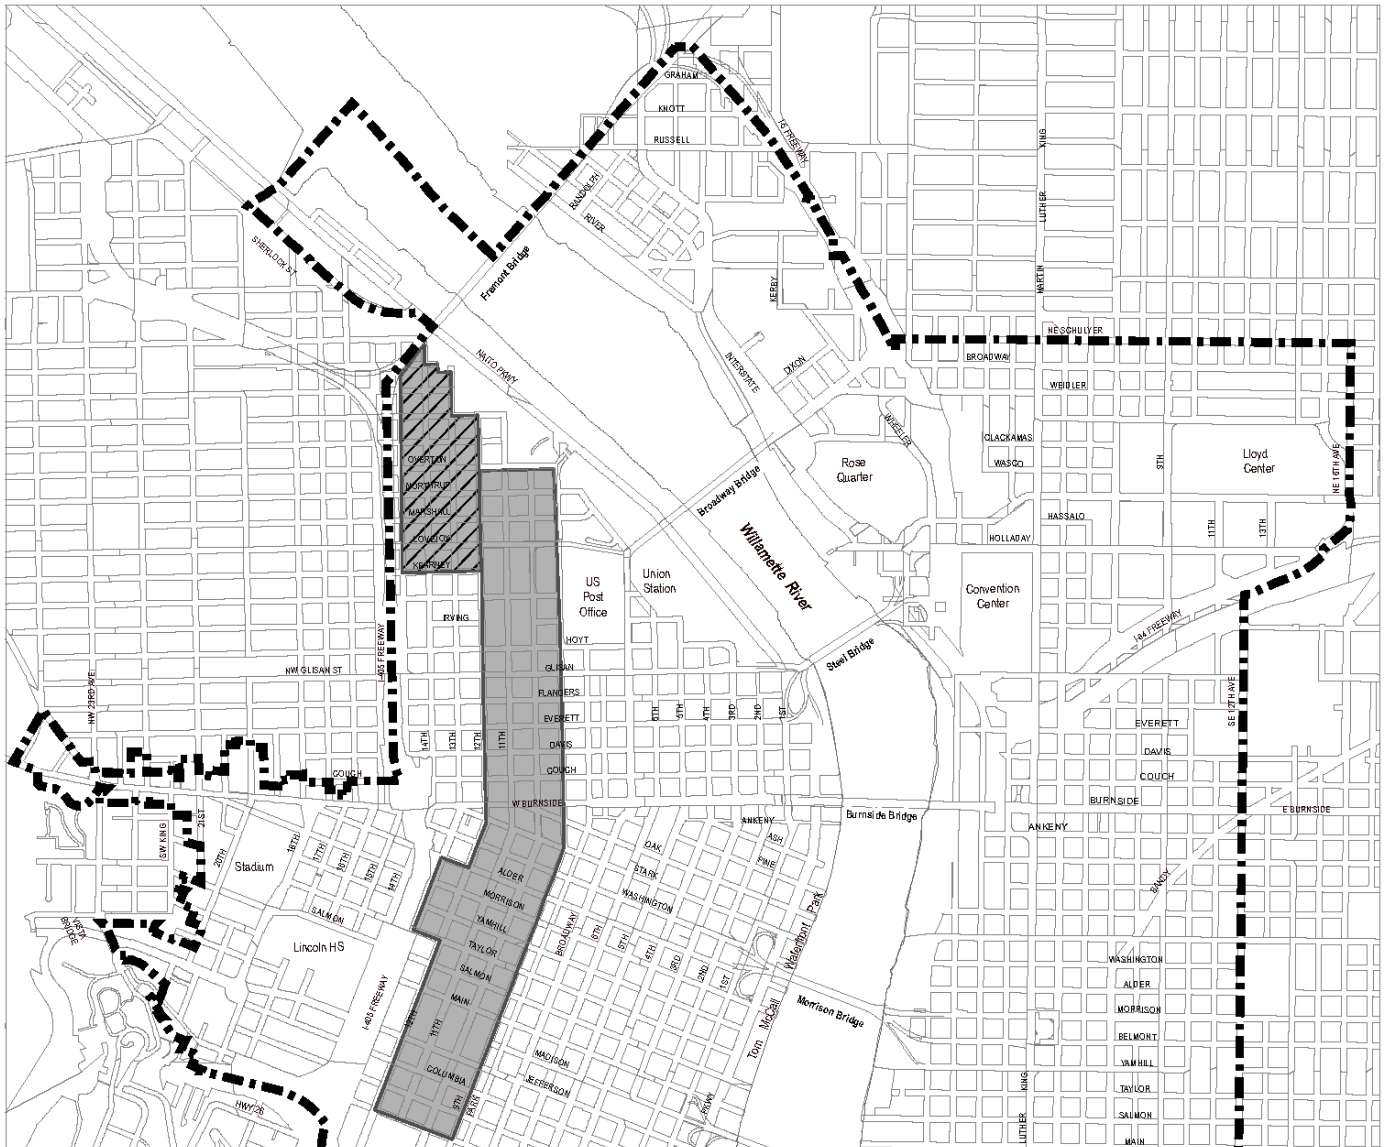 GRAHAM
KNOTT
RUSSELL
I-5 FREEWAY
KING
LUTHER
MARTIN
RANDOLPH
RIVER
SHERLOCK ST
Fremont Bridge
KERBY
NE SCHULYER
BROADWAY
WEIDLER
NAITO PKWY
INTERSTATE
DIXON
WHEELER
CLACKAMAS
WASCO
9TH
Lloyd
Center
NE 16TH AVE
Rose
Quarter
Broadway Bridge
OVERTON
NORTHRUP
MARSHALL
LOVEJOY
KEARNEY
HASSALO
HOLLADAY
11TH
13TH
Willamette River
US
Post
Office
Union
Station
Convention
Center
IRVING
HOYT
I-84 FREEWAY
Steel Bridge
I-405 FREEWAY
NW GLISAN ST
GLISAN
FLANDERS
EVERETT
DAVIS
COUCH
NW 23RD AVE
14TH
13TH
12TH
11TH
6TH
5TH
4TH
3RD
2ND
1ST
SE 12TH AVE
EVERETT
DAVIS
COUCH
COUCH
W BURNSIDE
BURNSIDE
E BURNSIDE
Burnside Bridge
ANKENY
ANKENY
ASH
PINE
OAK
STARK
WASHINGTON
21ST
SW KING
20TH
18TH
17TH
16TH
15TH
14TH
Stadium
SALMON
Lincoln HS
VISTA
BRIDGE
ALDER
MORRISON
YAMHILL
TAYLOR
SALMON
MAIN
BROADWAY
6TH
5TH
4TH
3RD
2ND
1ST
SANDY
Tom McCall Waterfront Park
Morrison Bridge
I-405 FREEWAY
12TH
11TH
COLUMBIA
9TH
PARK
MADISON
JEFFERSON
PKWY
HWY 26
WASHINGTON
ALDER
MORRISON
BELMONT
YAMHILL
TAYLOR
SALMON
MAIN
KING
LUTHER